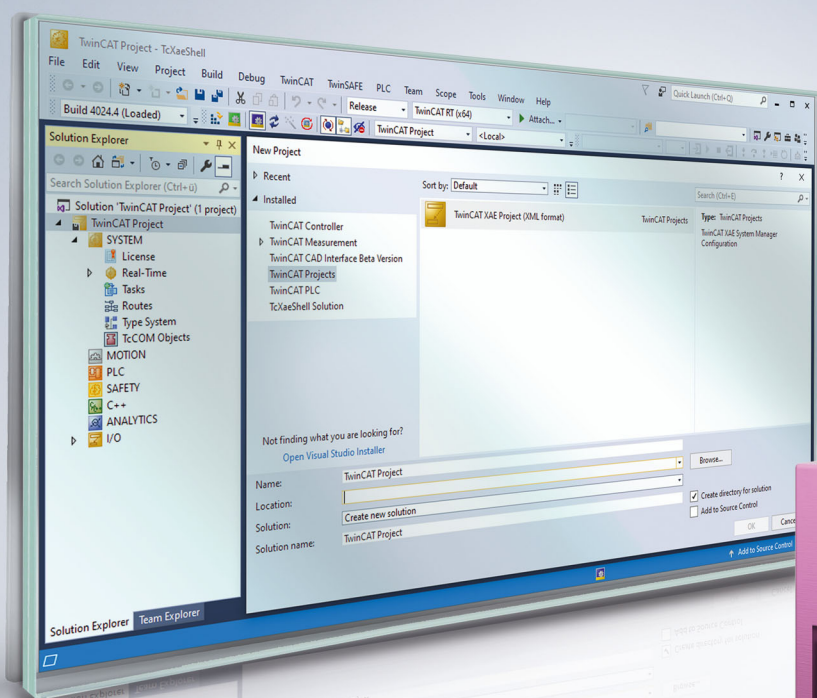 TwinCAT Project - TcXaeShell
File Edit View Project Build Debug TwinCAT TwinSAFE PLC Team Scope Tools Window Help
Quick Launch (Ctrl+Q)
Release TwinCAT RT (x64) Attach...
Build 4024.4 (Loaded) TwinCAT Project <Local>
Solution Explorer
Search Solution Explorer (Ctrl+ü)
Solution 'TwinCAT Project' (1 project)
TwinCAT Project
SYSTEM
License
Real-Time
Tasks
Routes
Type System
TcCOM Objects
MOTION
PLC
SAFETY
C++
ANALYTICS
I/O
Solution Explorer Team Explorer
New Project
? X
Recent
Installed
TwinCAT Controller
TwinCAT Measurement
TwinCAT CAD Interface Beta Version
TwinCAT Projects
TwinCAT PLC
TcXaeShell Solution
Not finding what you are looking for?
Open Visual Studio Installer
Sort by: Default
Search (Ctrl+E)
TwinCAT XAE Project (XML format) TwinCAT Projects
Type: TwinCAT Projects
TwinCAT XAE System Manager
Configuration
Name: TwinCAT Project
Location: Browse...
Solution: Create new solution
Solution name: TwinCAT Project
Create directory for solution
Add to Source Control
OK
Add to Source Control